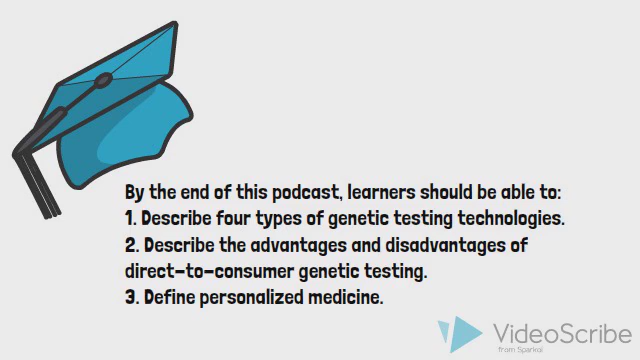 By the end of this podcast, learners should be able to:
1. Describe four types of genetic testing technologies.
2. Describe the advantages and disadvantages of
direct-to-consumer genetic testing.
3. Define personalized medicine.
VideoScribe
from Sparkol